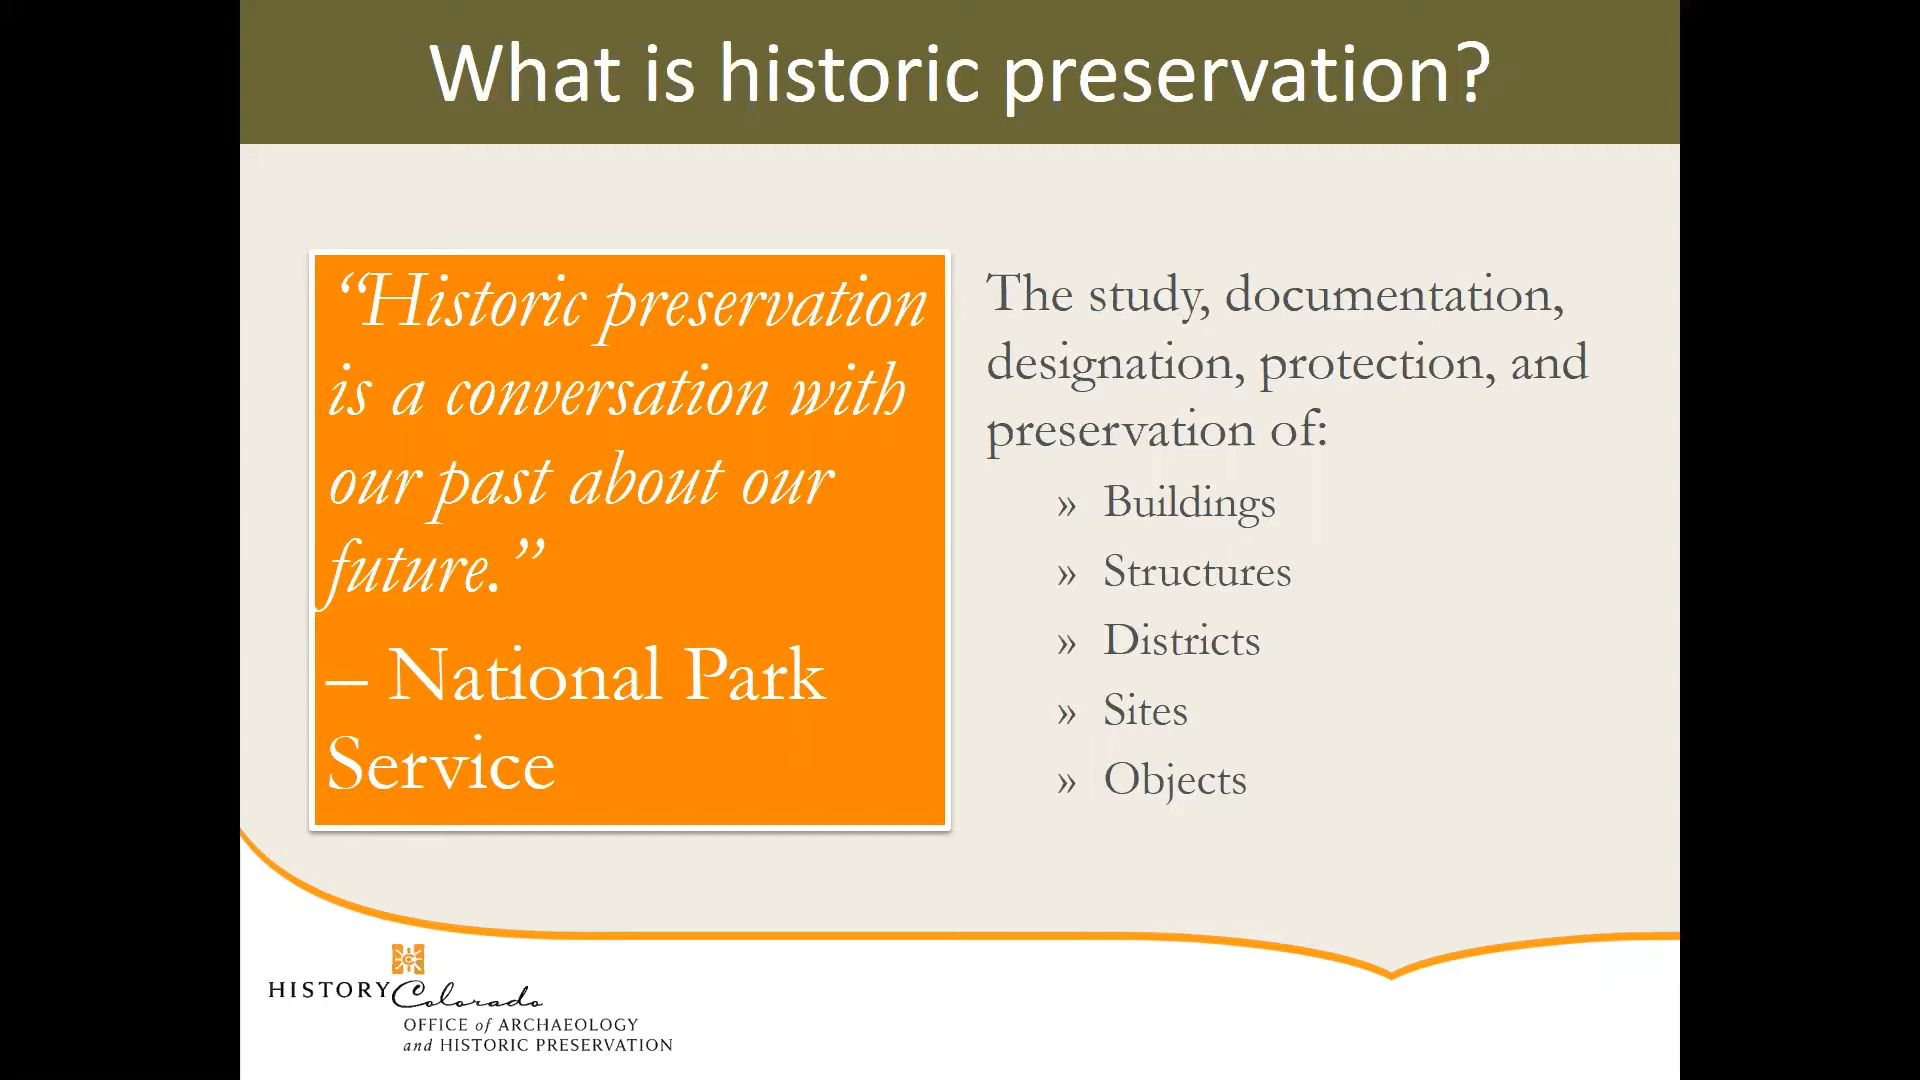 What is historic preservation?
“Historic preservation
is a conversation with
our past about our
future.”
– National Park
Service
The study, documentation,
designation, protection, and
preservation of:
» Buildings
» Structures
» Districts
» Sites
» Objects
HISTORY Colorado
OFFICE of ARCHAEOLOGY
and HISTORIC PRESERVATION